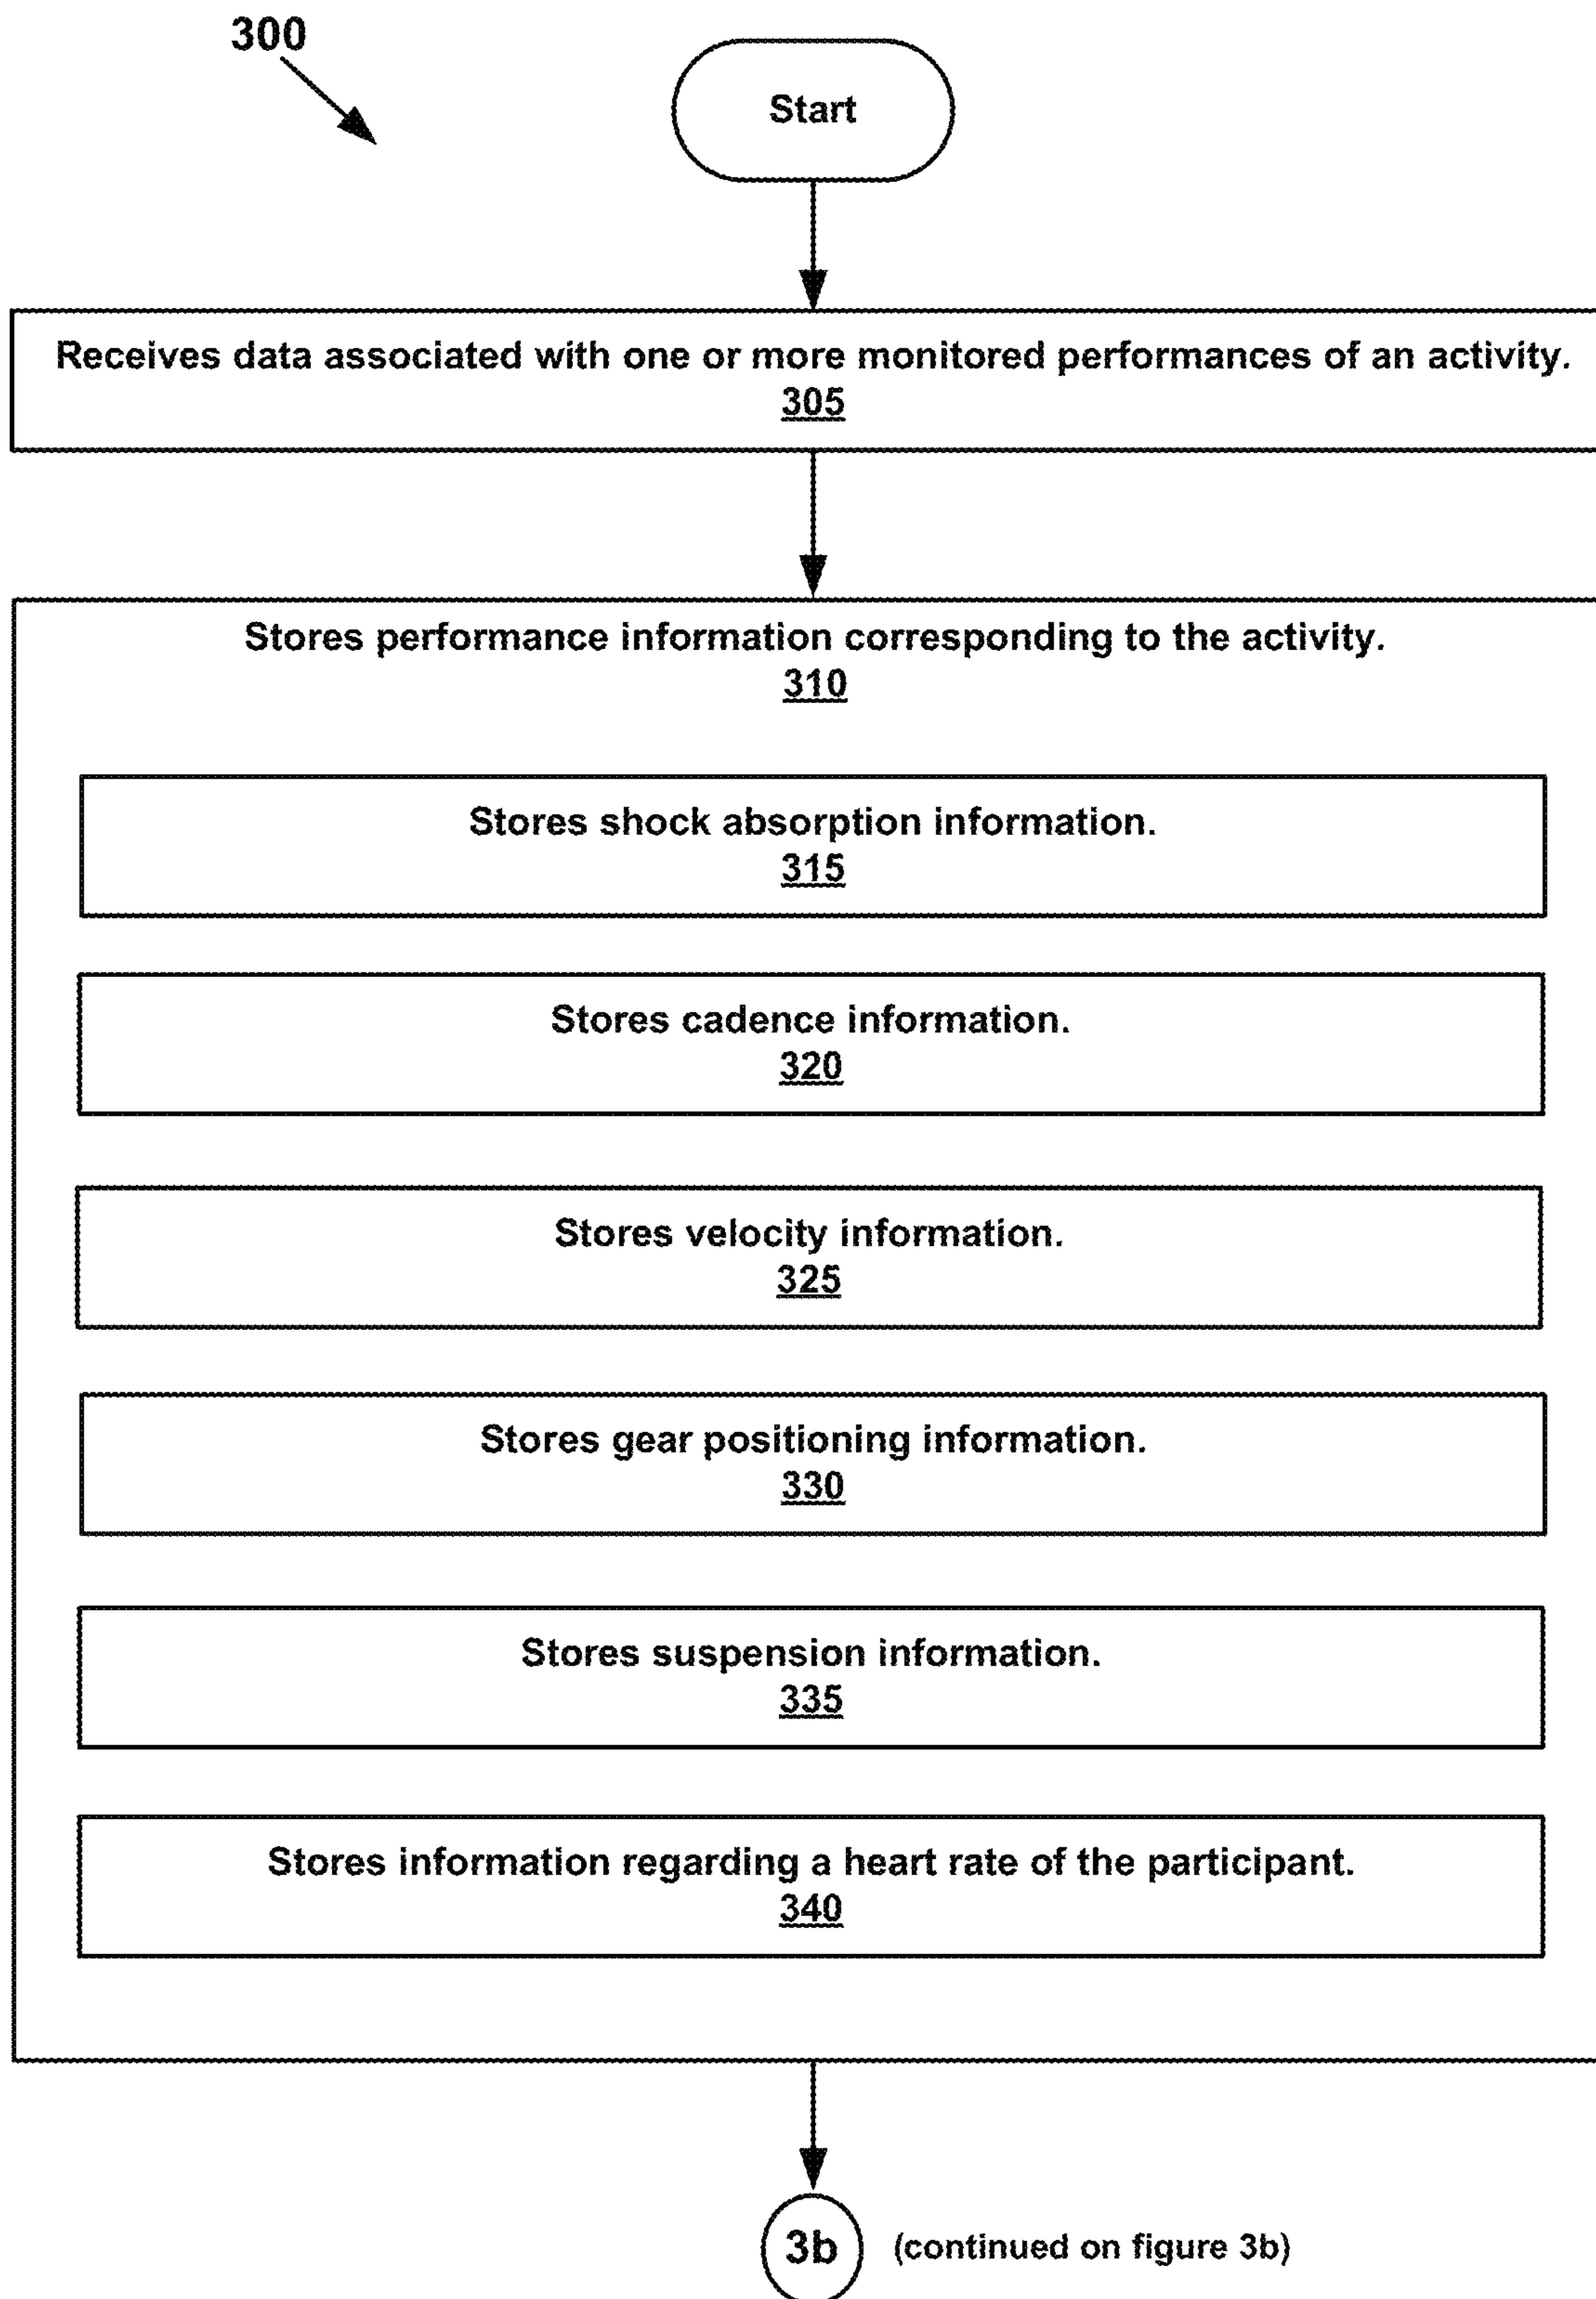 300
Start
Receives data associated with one or more monitored performances of an activity.
305
Stores performance information corresponding to the activity.
310
Stores shock absorption information.
315
Stores cadence information.
320
Stores velocity information.
325
Stores gear positioning information.
330
Stores suspension information.
335
Stores information regarding a heart rate of the participant.
340
3b (continued on figure 3b)